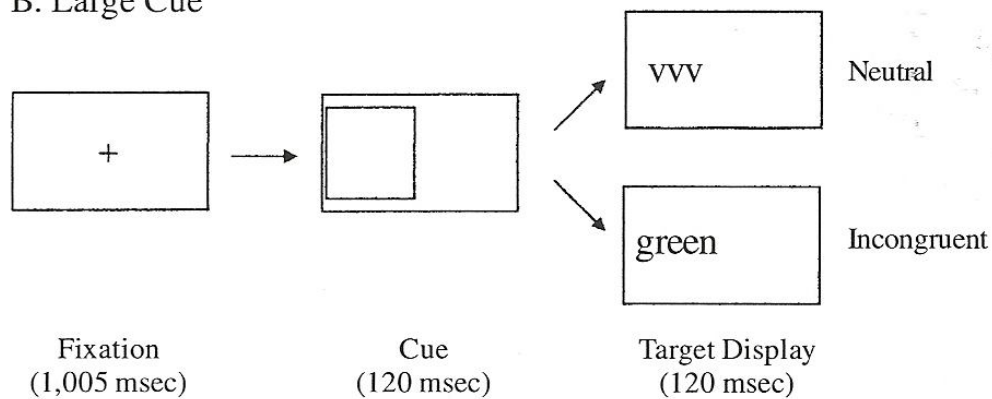 B. Large Cue
+
vvv
Neutral
green
Incongruent
Fixation
(1,005 msec)
Cue
(120 msec)
Target Display
(120 msec)